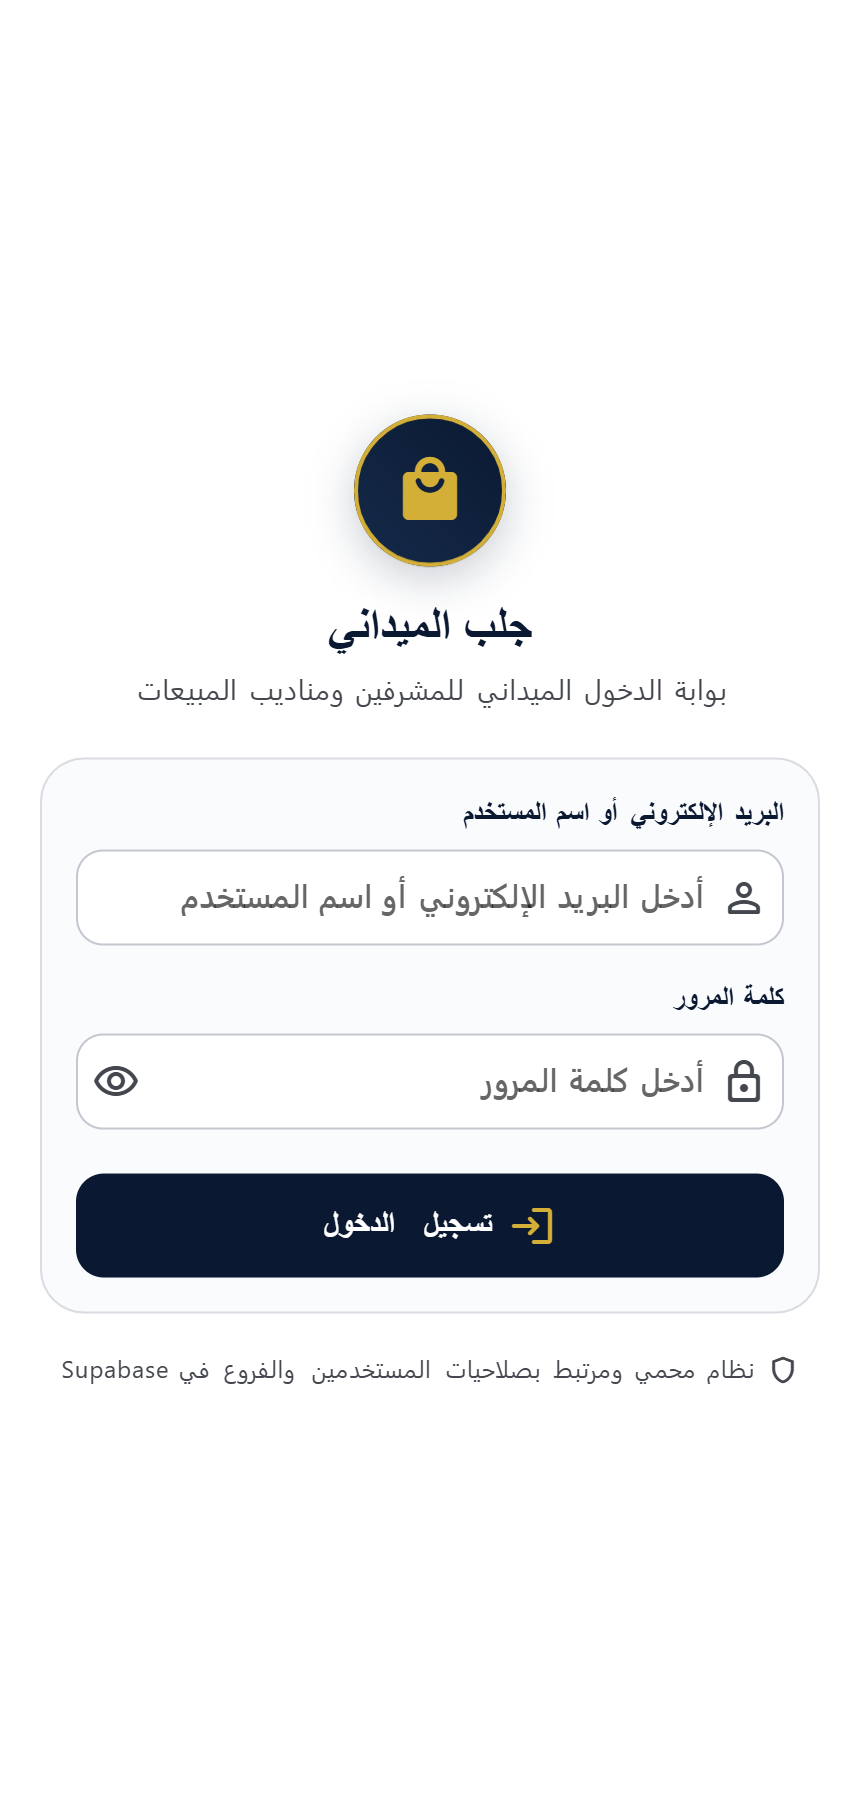 جلب الميداني
بوابة الدخول الميداني للمشرفين ومناديب المبيعات
البريد الإلكتروني أو اسم المستخدم
أدخل البريد الإلكتروني أو اسم المستخدم
كلمة المرور
أدخل كلمة المرور
تسجيل الدخول
نظام محمي ومرتبط بصلاحيات المستخدمين والفروع في Supabase